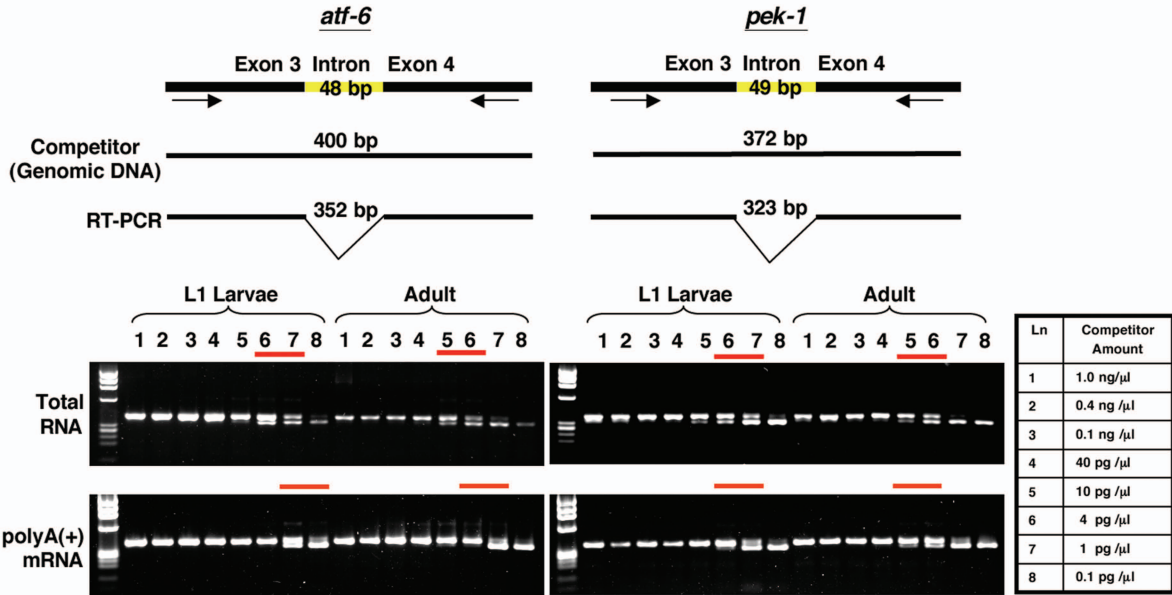 atf-6
pek-1
Exon 3 Intron Exon 4
48 bp
Exon 3 Intron Exon 4
49 bp
Competitor
(Genomic DNA)
400 bp
372 bp
RT-PCR
352 bp
323 bp
L1 Larvae
Adult
L1 Larvae
Adult
1 2 3 4 5 6 7 8 1 2 3 4 5 6 7 8
1 2 3 4 5 6 7 8 1 2 3 4 5 6 7 8
Total
RNA
polyA(+)
mRNA
Ln Competitor
Amount
1 1.0 ng/µl
2 0.4 ng /µl
3 0.1 ng /µl
4 40 pg /µl
5 10 pg /µl
6 4 pg /µl
7 1 pg /µl
8 0.1 pg /µl